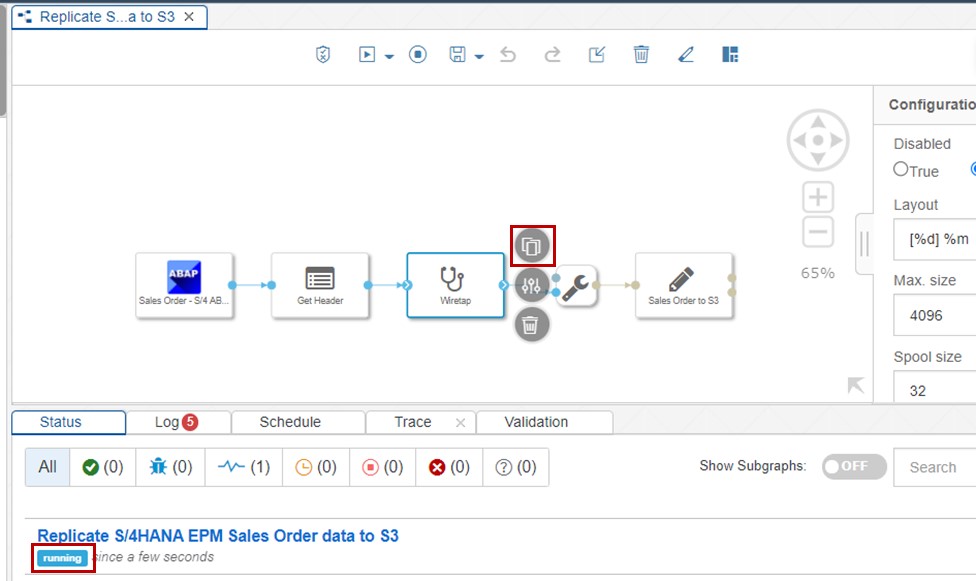 Replicate S...a to S3
Configuratio
Disabled
True
Layout
[%d] %m
Max. size
4096
Spool size
32
ABAP
Sales Order - S/4 AB...
Get Header
Wiretap
Sales Order to S3
65%
Status
Log 5
Schedule
Trace
Validation
All
(0)
(0)
(1)
(0)
(0)
(0)
(0)
Show Subgraphs:
OFF
Search
Replicate S/4HANA EPM Sales Order data to S3
running since a few seconds